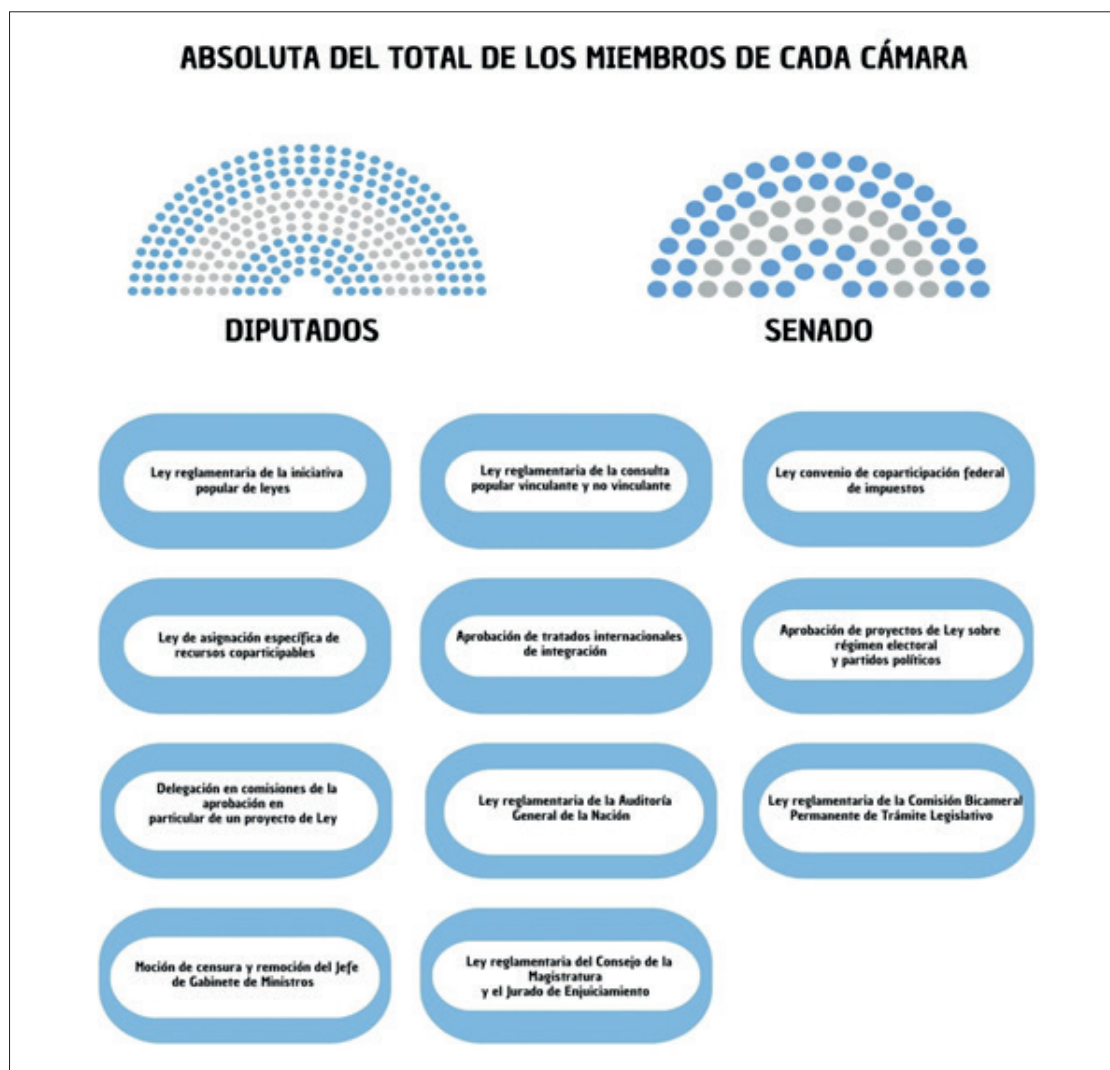 ABSOLUTA DEL TOTAL DE LOS MIEMBROS DE CADA CÁMARA
DIPUTADOS
SENADO
Ley reglamentaria de la iniciativa
popular de leyes
Ley reglamentaria de la consulta
popular vinculante y no vinculante
Ley convenio de coparticipación federal
de impuestos
Ley de asignación específica de
recursos coparticipables
Aprobación de tratados internacionales
de integración
Aprobación de proyectos de Ley sobre
régimen electoral
y partidos políticos
Delegación en comisiones de la
aprobación en
particular de un proyecto de Ley
Ley reglamentaria de la Auditoría
General de la Nación
Ley reglamentaria de la Comisión Bicameral
Permanente de Trámite Legislativo
Moción de censura y remoción del Jefe
de Gabinete de Ministros
Ley reglamentaria del Consejo de la
Magistratura
y el Jurado de Enjuiciamiento